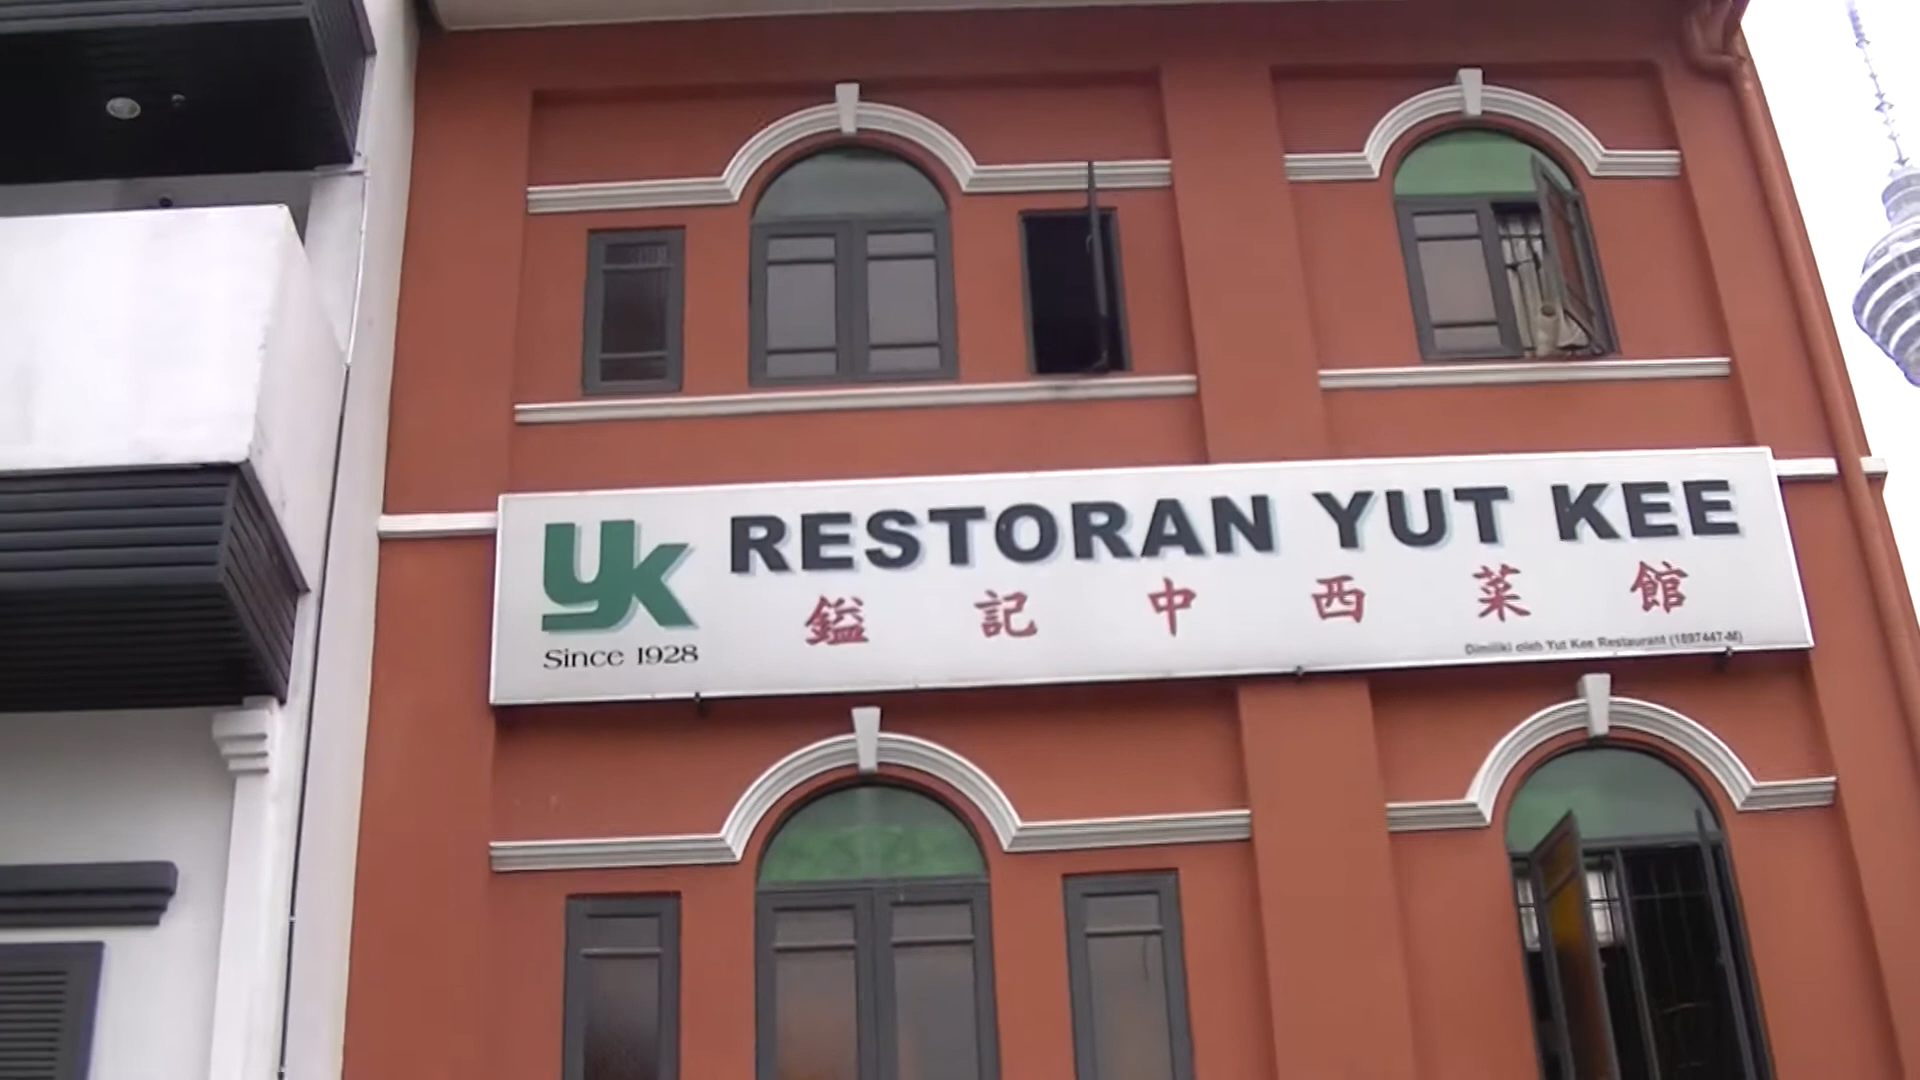 YK
RESTORAN YUT KEE
鎰記中西菜館
Since 1928
Dimiliki oleh Yut Kee Restaurant (1897447-M)